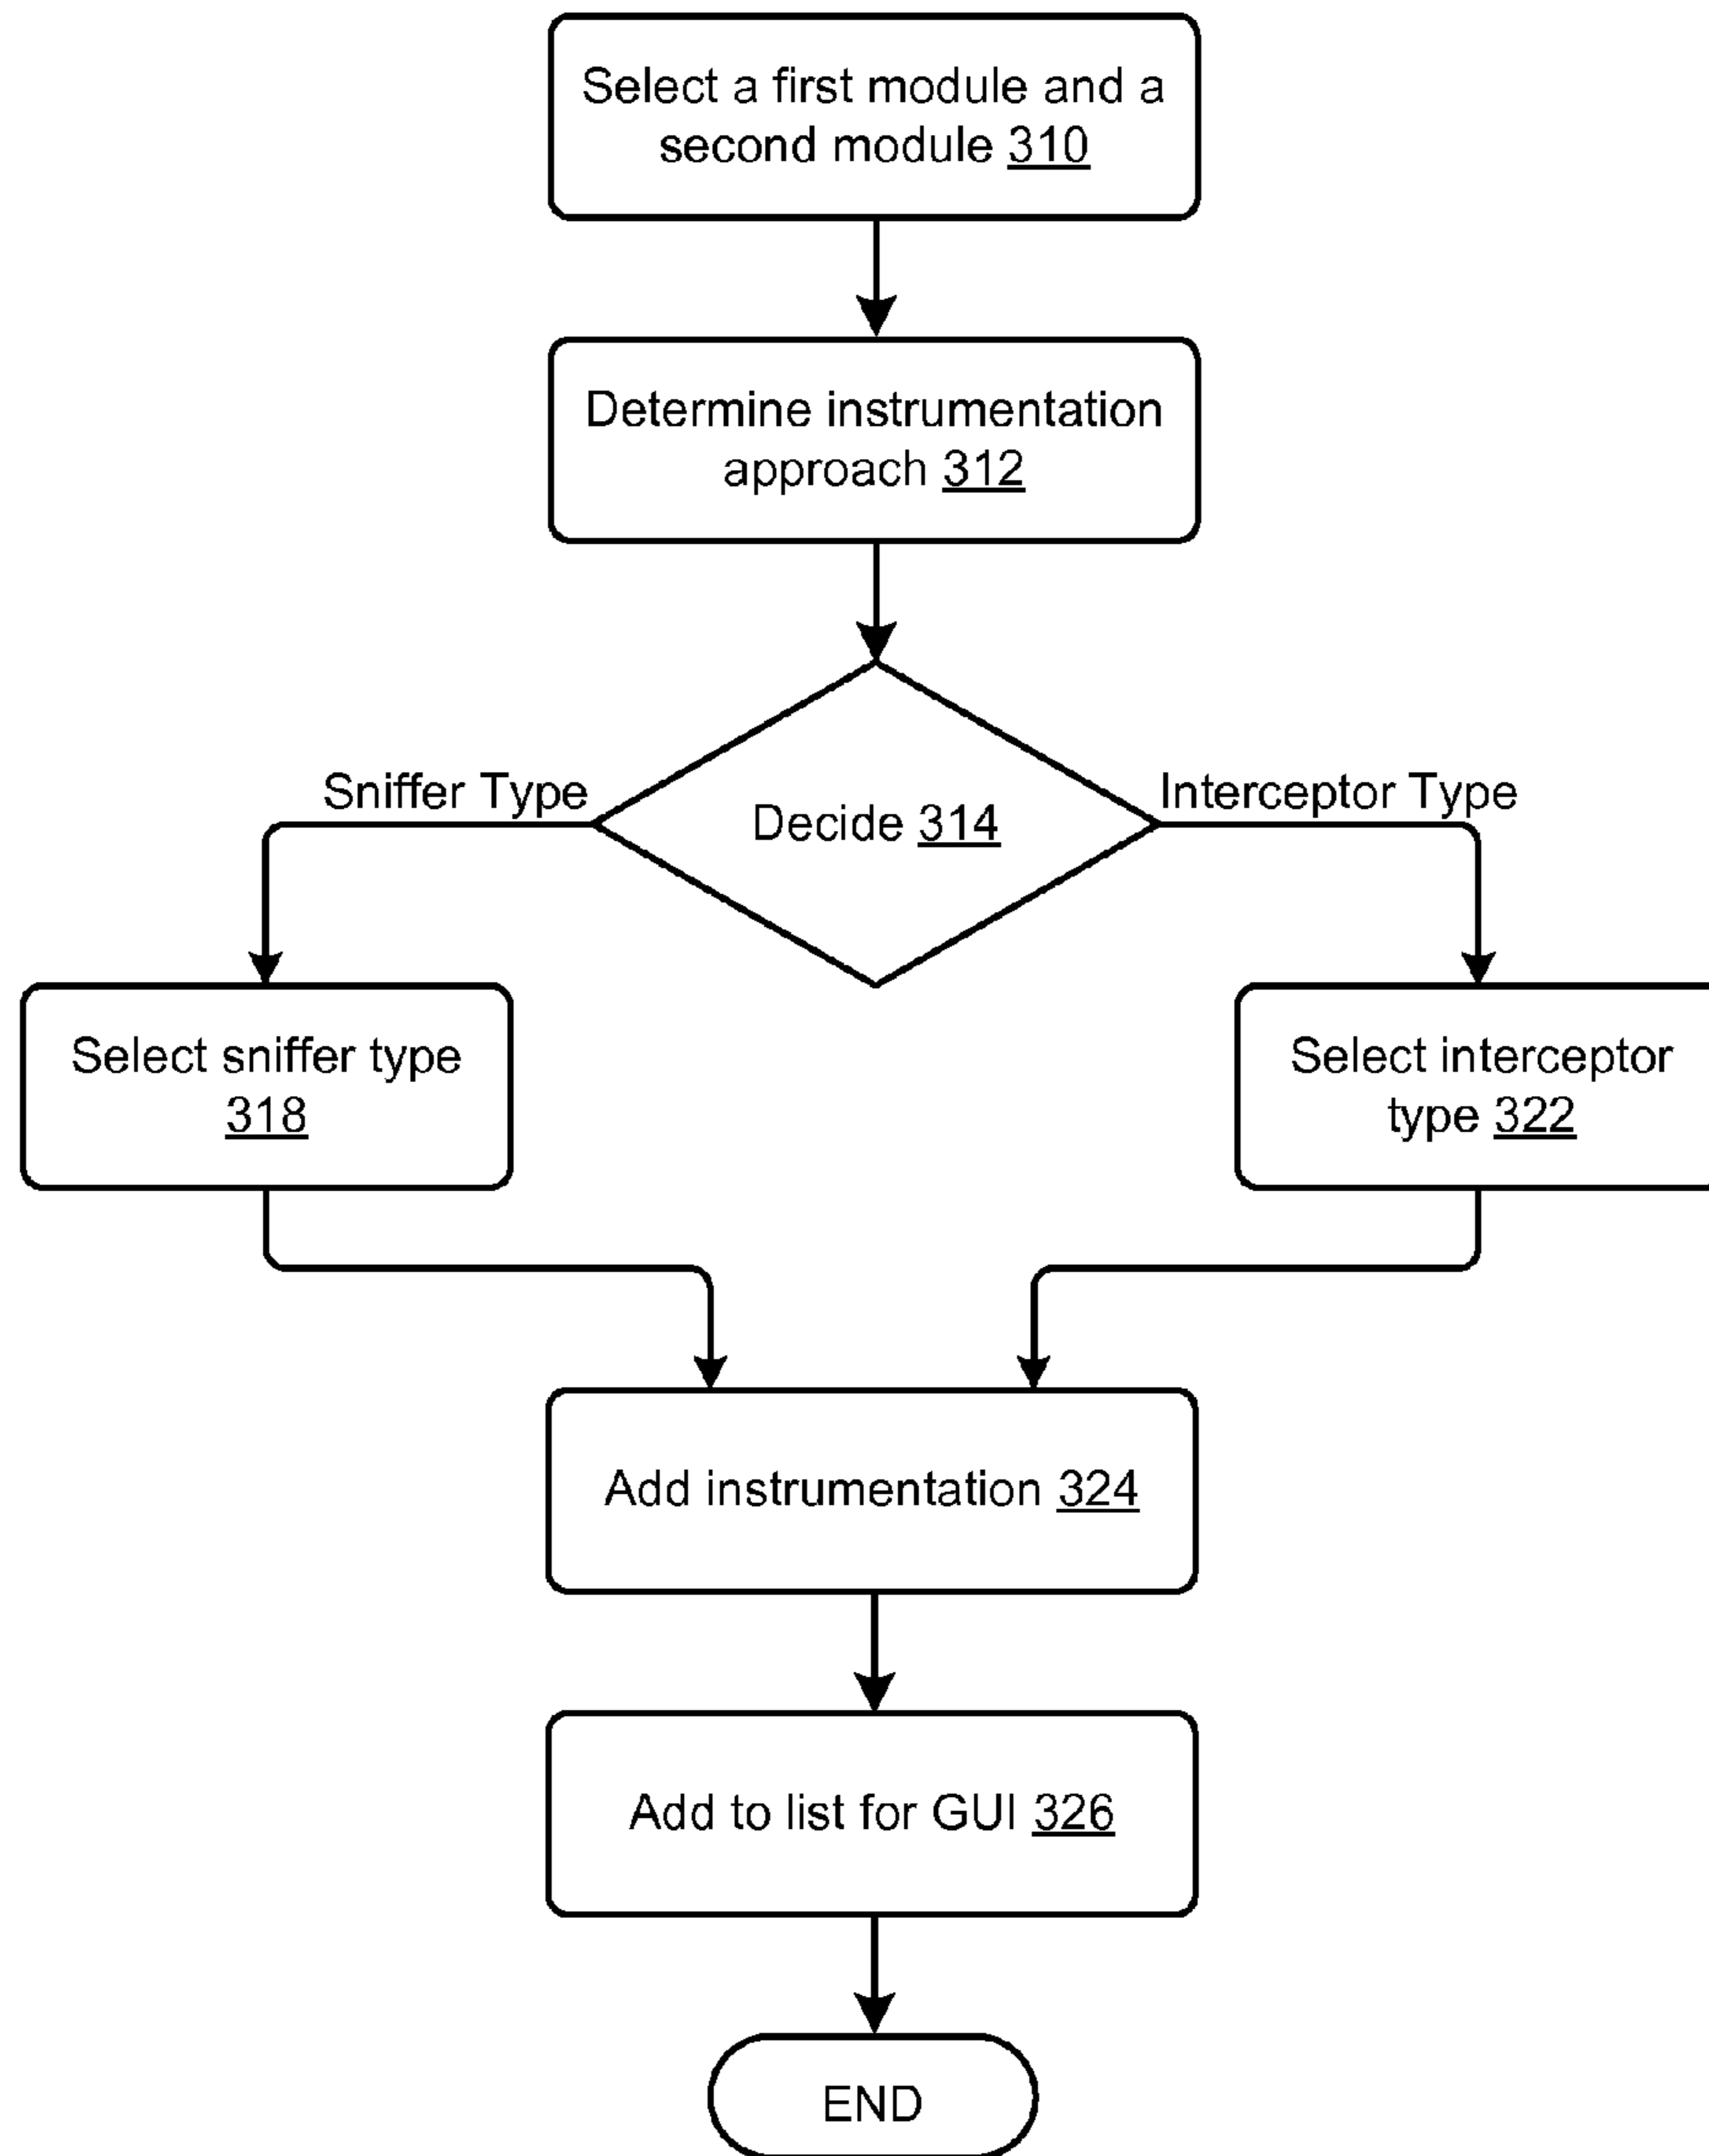 Select a first module and a
second module 310
Determine instrumentation
approach 312
Sniffer Type
Decide 314
Interceptor Type
Select sniffer type
318
Select interceptor
type 322
Add instrumentation 324
Add to list for GUI 326
END